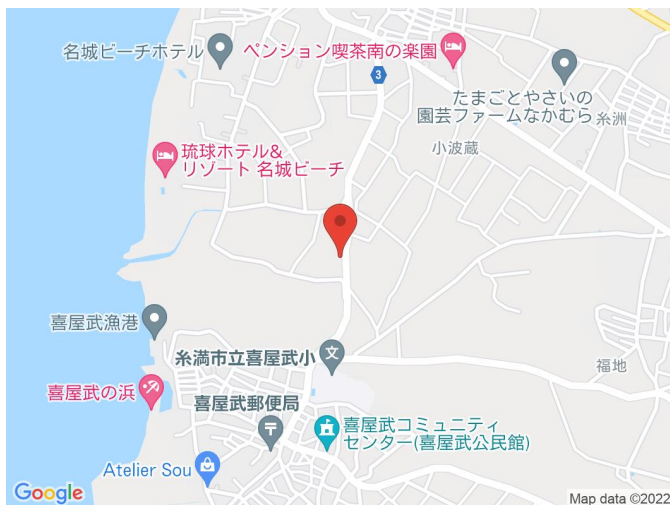 名城ビーチホテル
ペンション喫茶南の楽園
3
たまごとやさいの
園芸ファームなかむら
糸洲
小波蔵
琉球ホテル&
リゾート 名城ビーチ
喜屋武漁港
糸満市立喜屋武小
文
福地
喜屋武の浜
喜屋武郵便局
〒
喜屋武コミュニティ
センター(喜屋武公民館)
Atelier Sou
Google
Map data ©2022